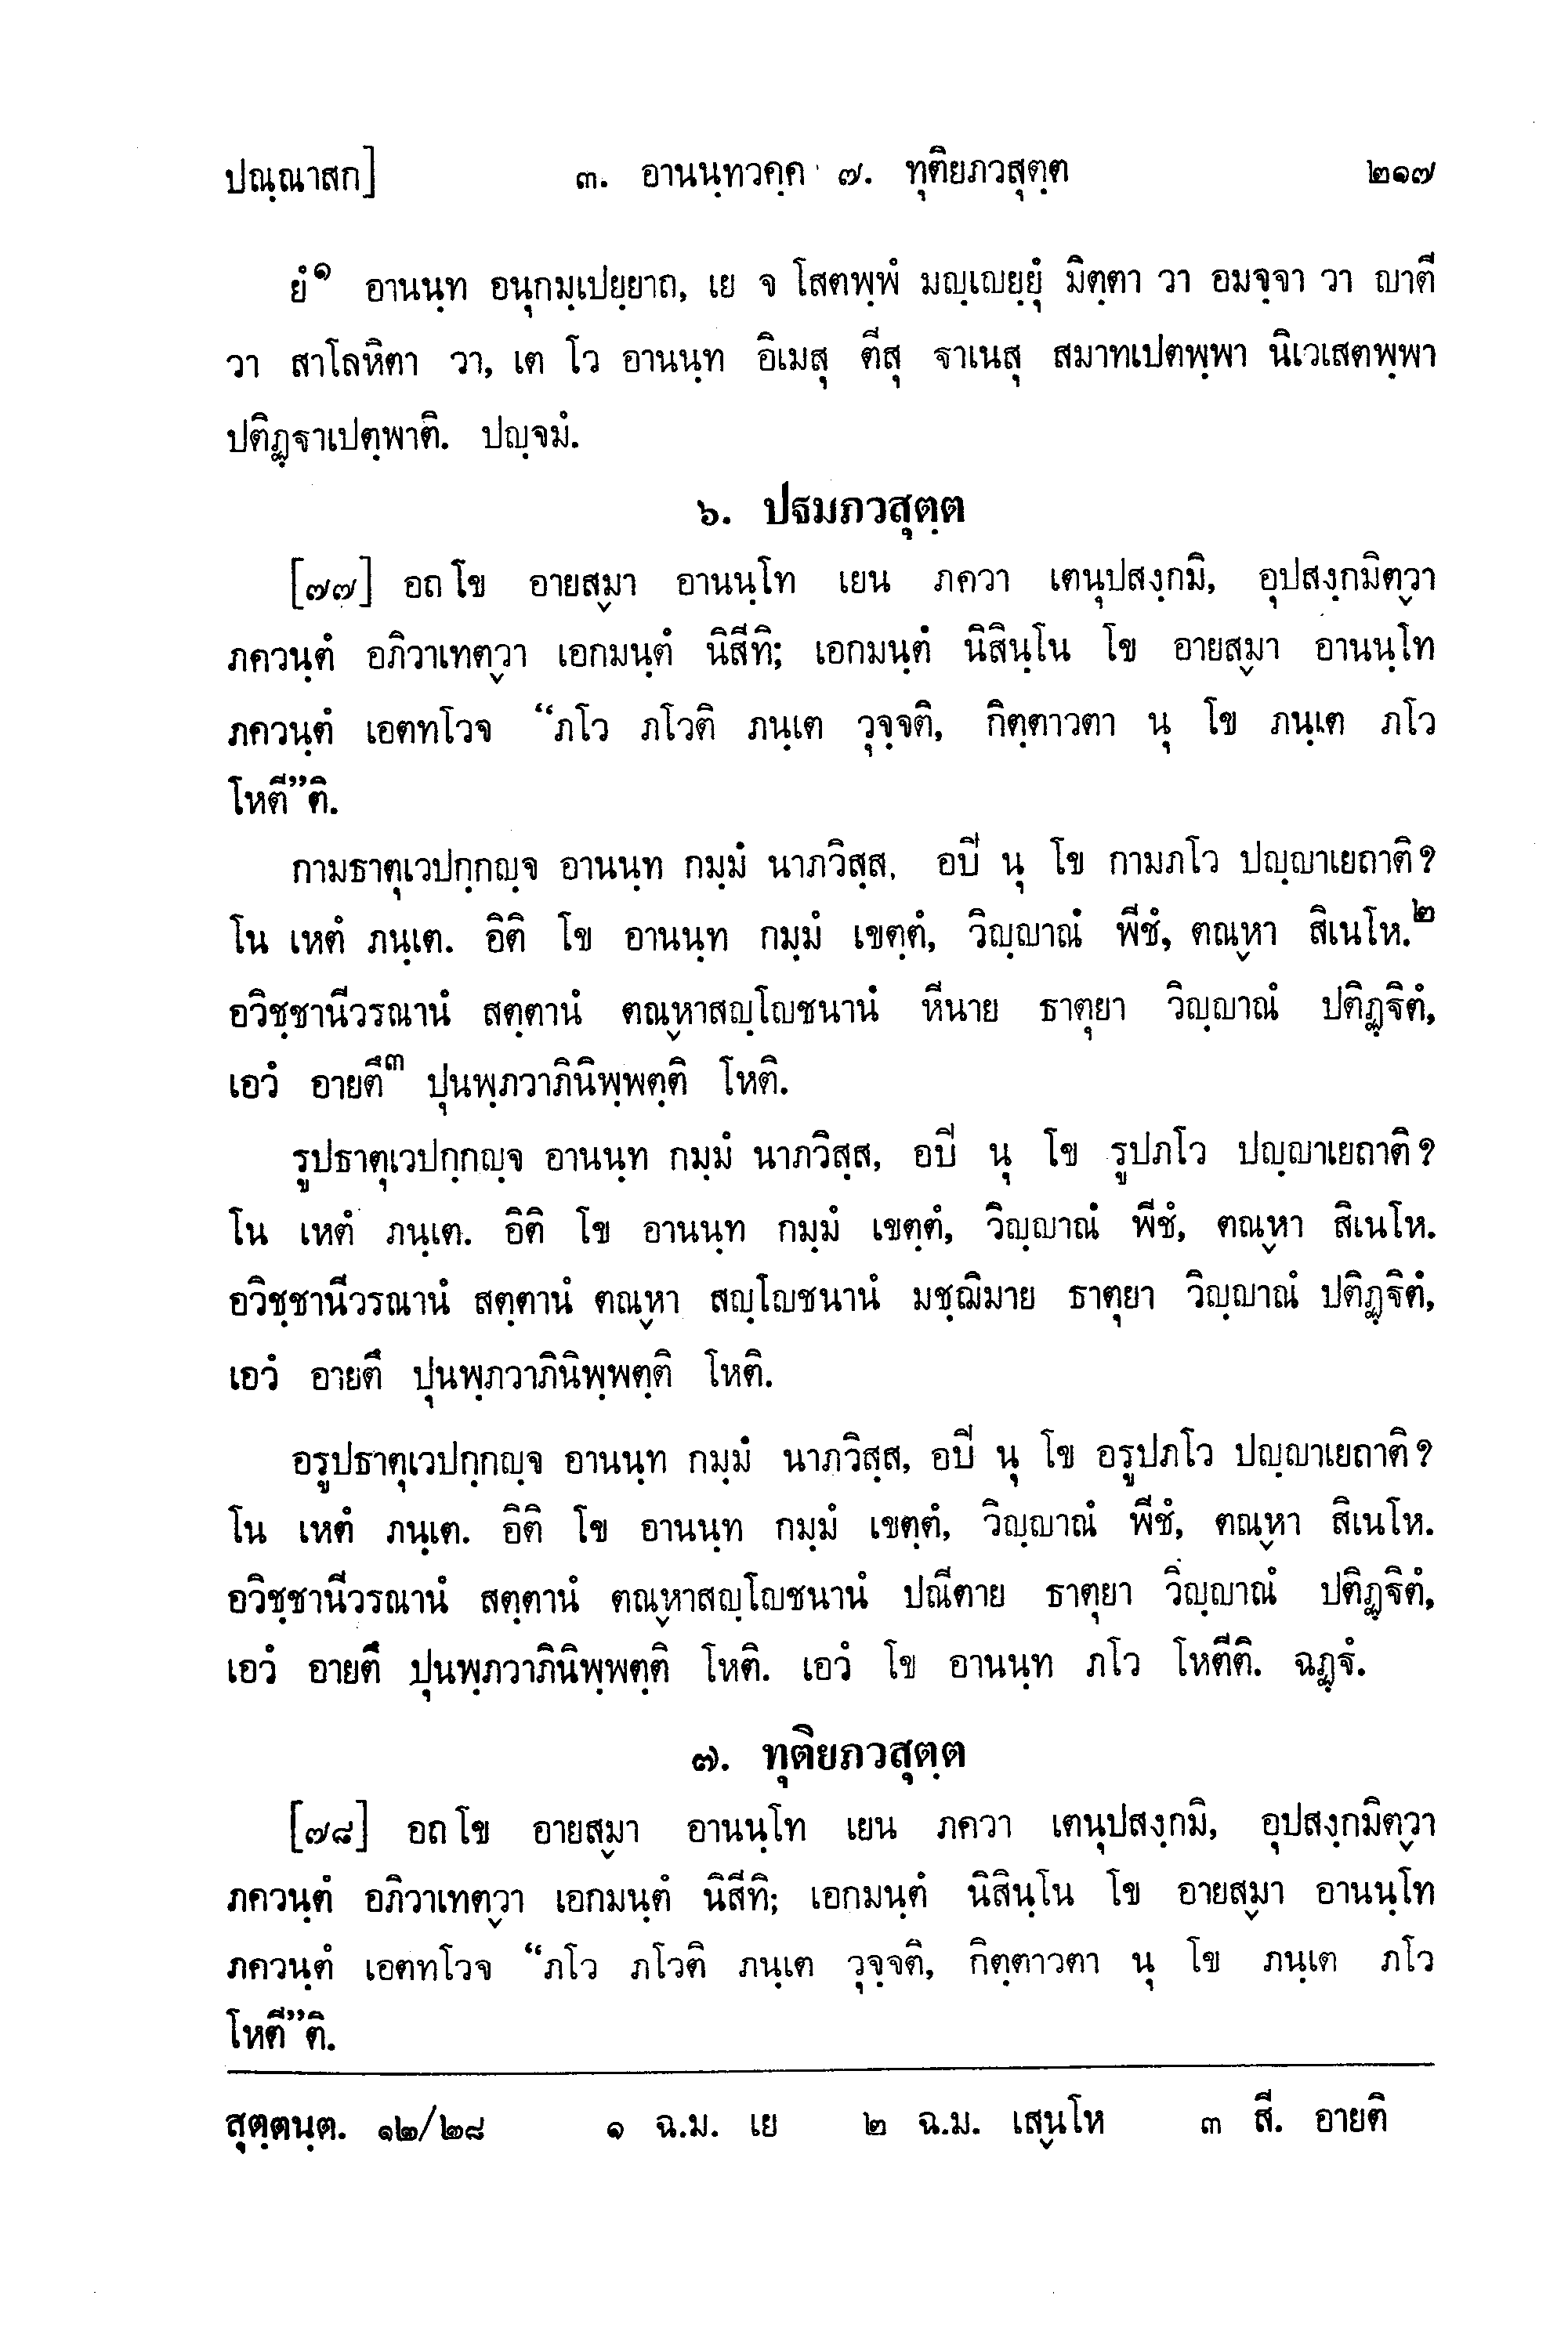 ปณฺณาสก] ๓. อานนฺทวคฺค ๗. ทุติยภวสุตฺต ๒๑๗
ยํ๑ อานนฺท อนุกมฺเปยฺยาถ, เย จ โสตพฺพํ มญฺเญยฺยุํ มิตฺตา วา อมจฺจา วา ญาตี
วา สาโลหิตา วา, เต โว อานนฺท อิเมสุ ตีสุ ฐาเนสุ สมาทเปตพฺพา นิเวเสตพฺพา
ปติฏฺฐาเปตฺพาติ. ปญฺจมํ.
๖. ปฐมภวสุตฺต
[๗๗] อถโข อายสฺมา อานนฺโท เยน ภควา เตนุปสงฺกมิ, อุปสงฺกมิตฺวา
ภควนฺตํ อภิวาเทตฺวา เอกมนฺตํ นิสีทิ; เอกมนฺตํ นิสินฺโน โข อายสฺมา อานนฺโท
ภควนฺตํ เอตทโวจ “ภโว ภโวติ ภนฺเต วุจฺจติ, กิตฺตาวตา นุ โข ภนฺเต ภโว
โหตี”ติ.
กามธาตุเวปกฺกญฺจ อานนฺท กมฺมํ นาภวิสฺส, อปิ นุ โข กามภโว ปญฺญาเยถาติ?
โน เหตํ ภนฺเต. อิติ โข อานนฺท กมฺมํ เขตฺตํ, วิญฺญาณํ พีชํ, ตณฺหา สิเนโห.๒
อวิชฺชานีวรณานํ สตฺตานํ ตณฺหาสญฺโญชนานํ หีนาย ธาตุยา วิญฺญาณํ ปติฏฺฐิตํ,
เอวํ อายตึ๓ ปุนพฺภวาภินิพฺพตฺติ โหติ.
รูปธาตุเวปกฺกญฺจ อานนฺท กมฺมํ นาภวิสฺส, อปิ นุ โข รูปภโว ปญฺญาเยถาติ?
โน เหตํ ภนฺเต. อิติ โข อานนฺท กมฺมํ เขตฺตํ, วิญฺญาณํ พีชํ, ตณฺหา สิเนโห.
อวิชฺชานีวรณานํ สตฺตานํ ตณฺหา สญฺโญชนานํ มชฺฌิมาย ธาตุยา วิญฺญาณํ ปติฏฺฐิตํ,
เอวํ อายตึ ปุนพฺภวาภินิพฺพตฺติ โหติ.
อรูปธาตุเวปกฺกญฺจ อานนฺท กมฺมํ นาภวิสฺส, อปิ นุ โข อรูปภโว ปญฺญาเยถาติ?
โน เหตํ ภนฺเต. อิติ โข อานนฺท กมฺมํ เขตฺตํ, วิญฺญาณํ พีชํ, ตณฺหา สิเนโห.
อวิชฺชานีวรณานํ สตฺตานํ ตณฺหาสญฺโญชนานํ ปณีตาย ธาตุยา วิญฺญาณํ ปติฏฺฐิตํ,
เอวํ อายตึ ปุนพฺภวาภินิพฺพตฺติ โหติ. เอวํ โข อานนฺท ภโว โหตีติ. ฉฏฺฐํ.
๗. ทุติยภวสุตฺต
[๗๘] อถโข อายสฺมา อานนฺโท เยน ภควา เตนุปสงฺกมิ, อุปสงฺกมิตฺวา
ภควนฺตํ อภิวาเทตฺวา เอกมนฺตํ นิสีทิ; เอกมนฺตํ นิสินฺโน โข อายสฺมา อานนฺโท
ภควนฺตํ เอตทโวจ “ภโว ภโวติ ภนฺเต วุจฺจติ, กิตฺตาวตา นุ โข ภนฺเต ภโว
โหตี”ติ.
สุตฺตนฺต. ๑๒/๒๘ ๑ ฉ.ม. เย ๒ ฉ.ม. เสฺนโห ๓ สี. อายติ